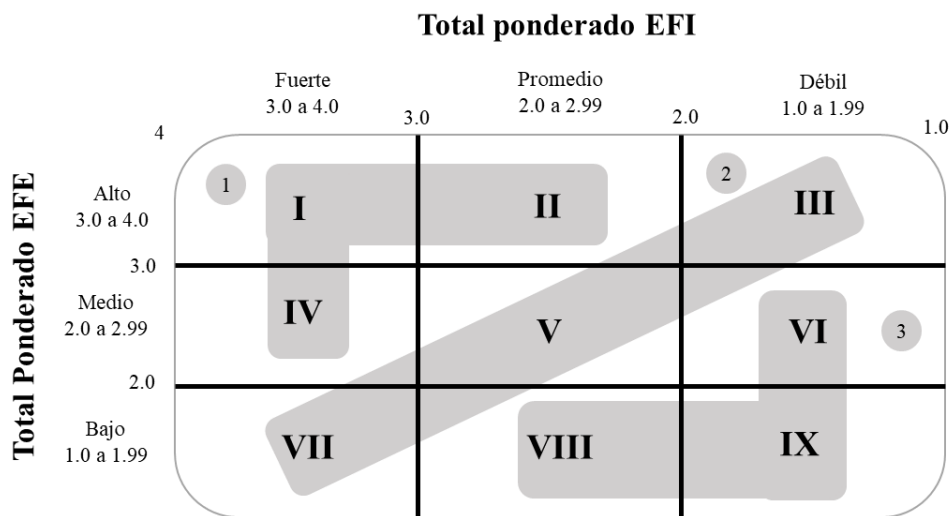 Total ponderado EFI
Fuerte
3.0 a 4.0
Promedio
2.0 a 2.99
Débil
1.0 a 1.99
4
3.0
2.0
1.0
Total Ponderado EFE
Alto
3.0 a 4.0
1
I
II
2
III
3.0
Medio
2.0 a 2.99
IV
V
VI
3
2.0
Bajo
1.0 a 1.99
VII
VIII
IX